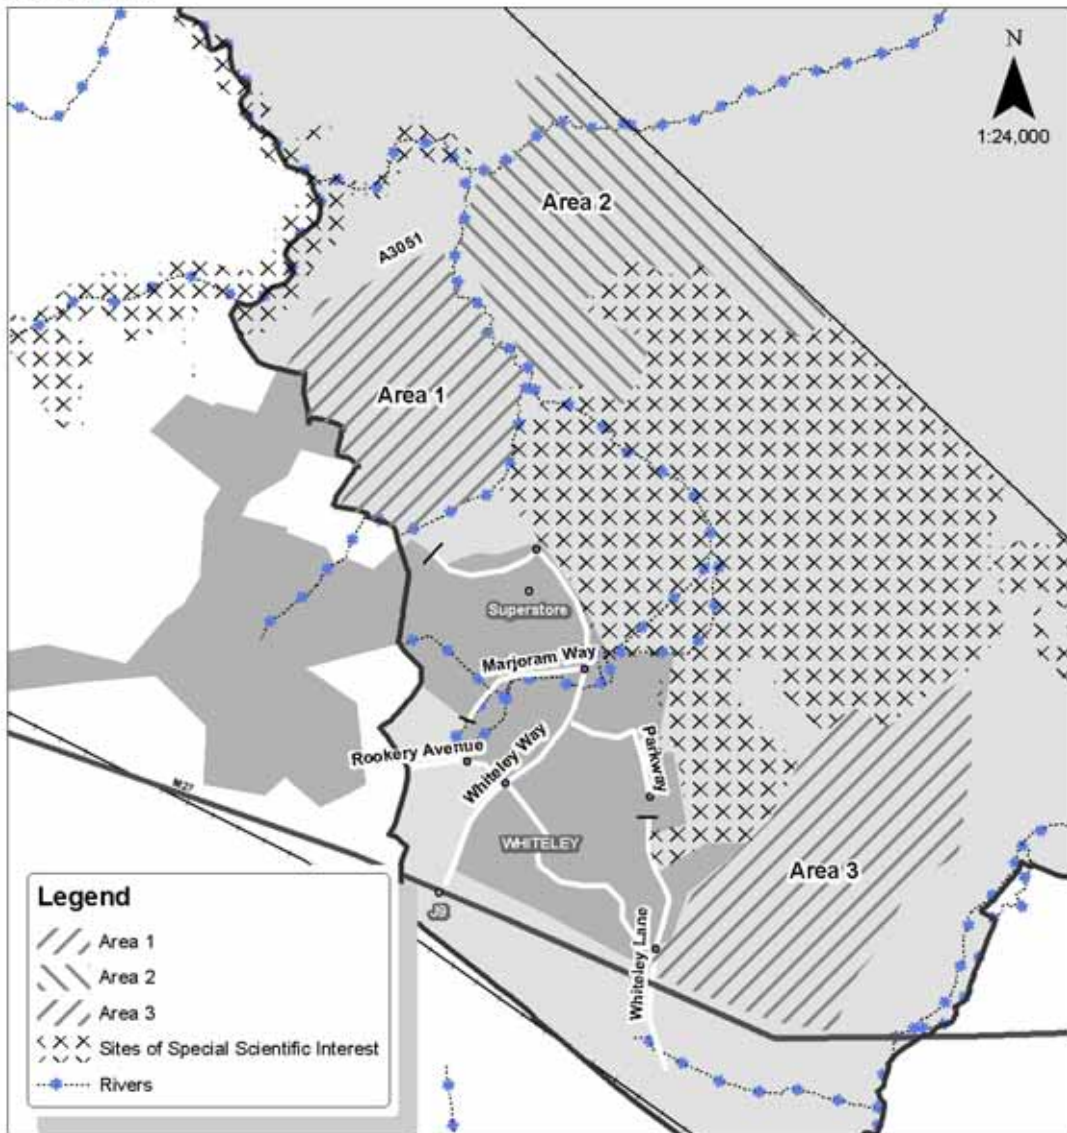 N
1:24,000
Area 2
A3051
Area 1
Superstore
Marjoram Way
Rookery Avenue
Whiteley Way
Parkway
M27
WHITELEY
Area 3
J9
Whiteley Lane
Legend
Area 1
Area 2
Area 3
Sites of Special Scientific Interest
Rivers